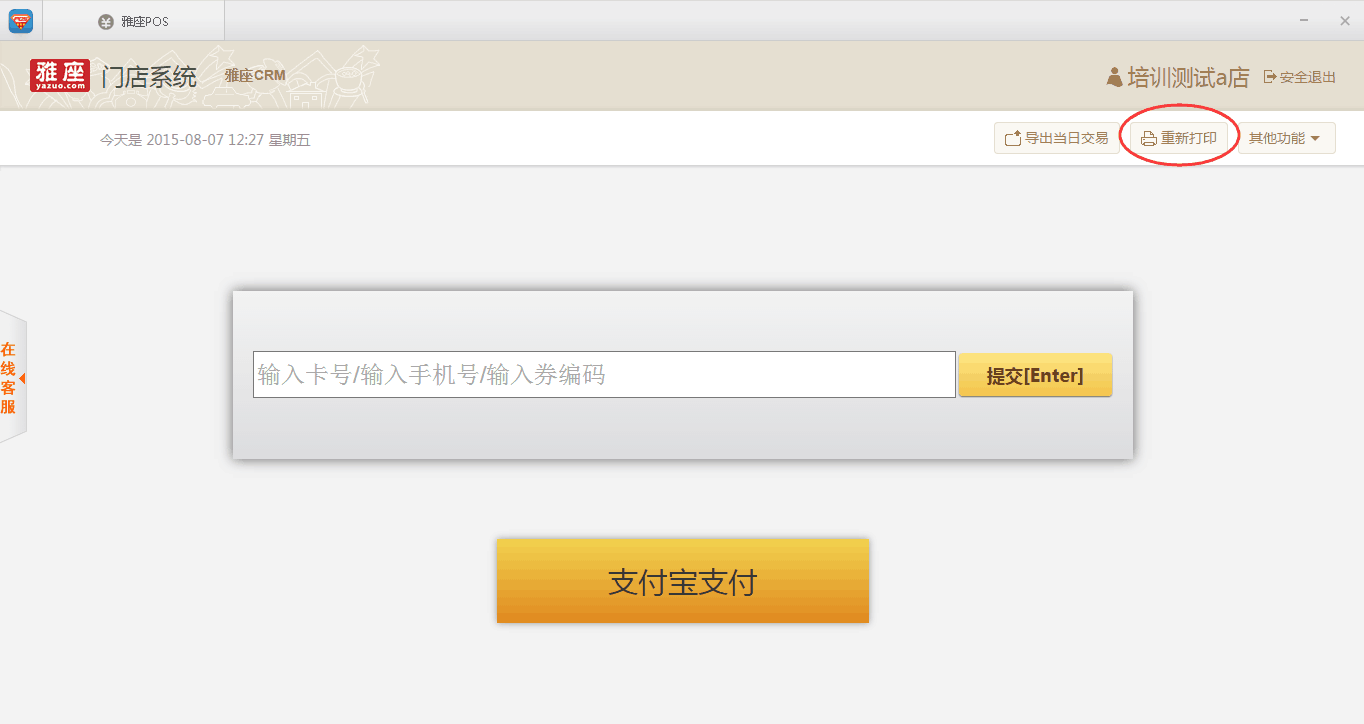 雅座POS
雅座
yazuo.com
门店系统
雅座CRM
培训测试a店
安全退出
今天是 2015-08-07 12:27 星期五
导出当日交易
重新打印
其他功能
在线客服
输入卡号/输入手机号/输入券编码
提交[Enter]
支付宝支付